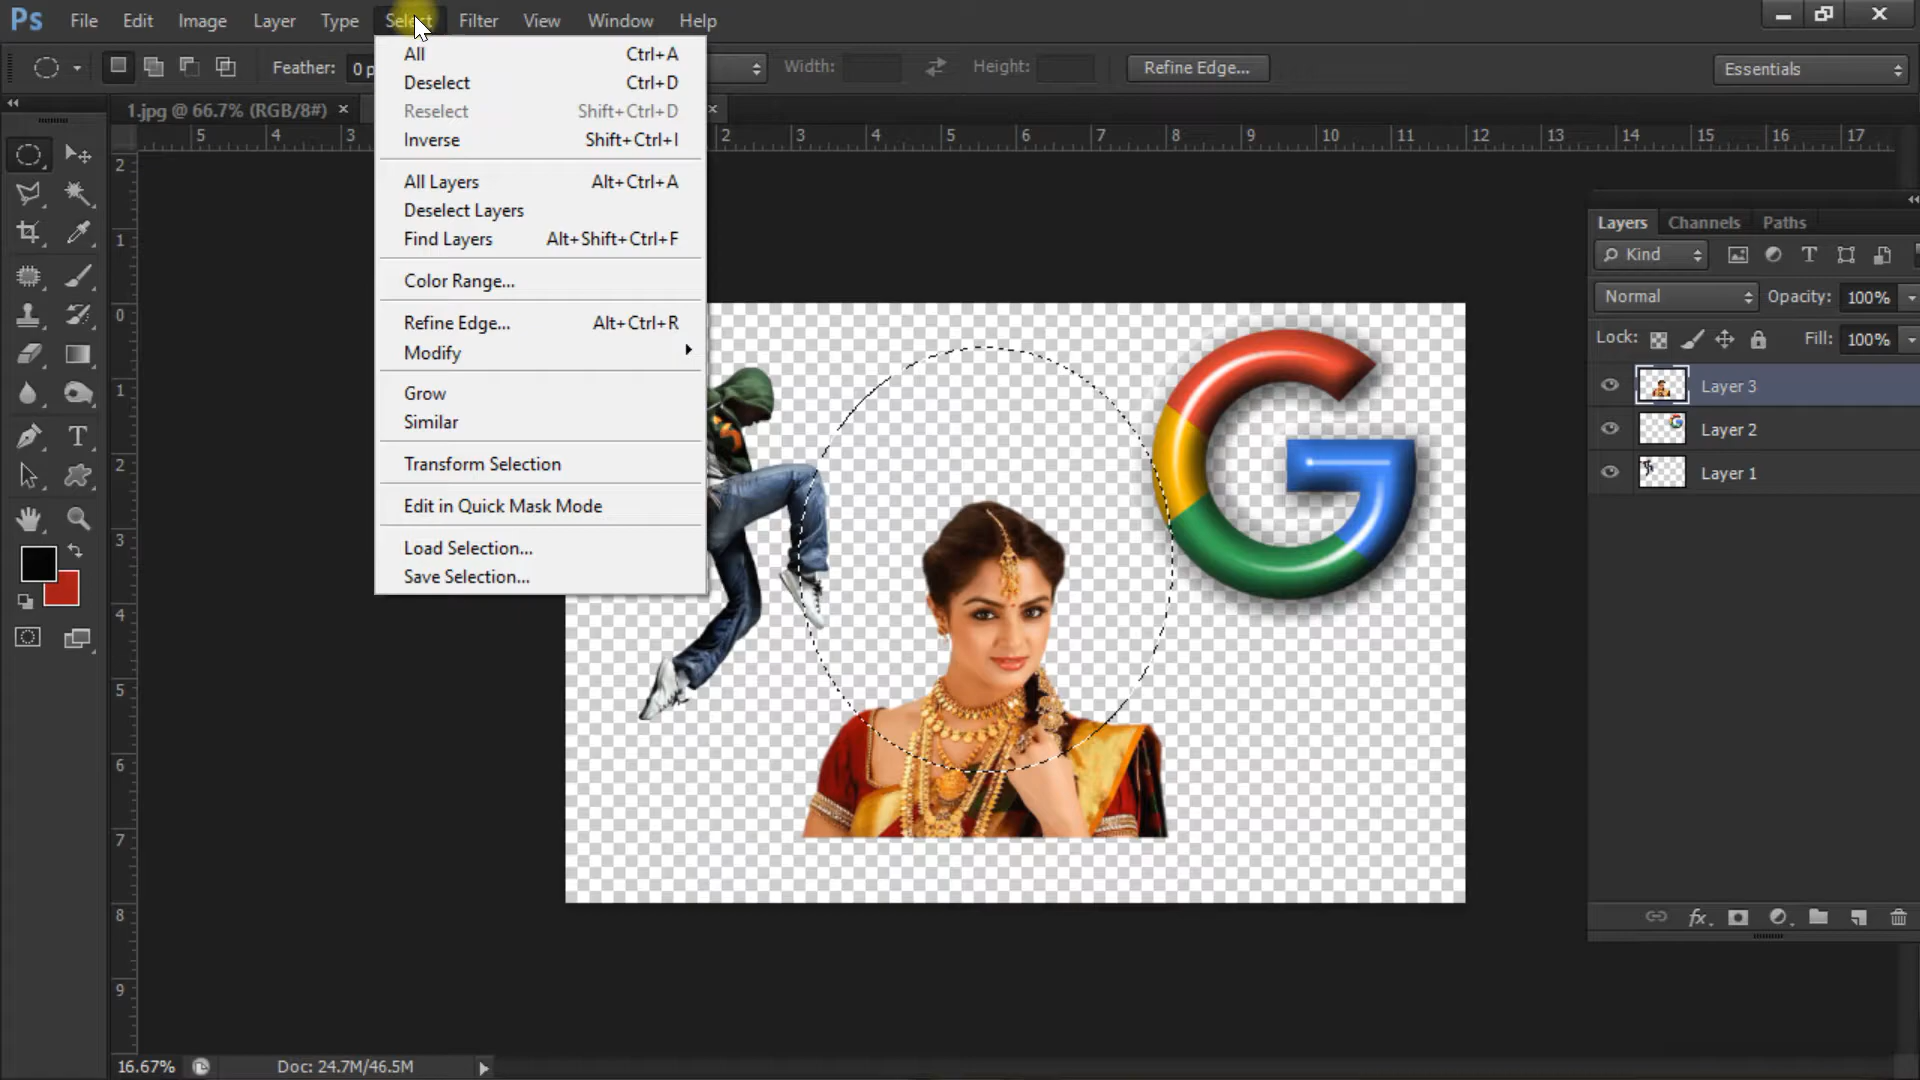 Ps File Edit Image Layer Type Select Filter View Window Help
Feather: 0 p Width: Height: Refine Edge... Essentials
1.jpg @ 66.7% (RGB/8#)
All Ctrl+A
Deselect Ctrl+D
Reselect Shift+Ctrl+D
Inverse Shift+Ctrl+I
All Layers Alt+Ctrl+A
Deselect Layers
Find Layers Alt+Shift+Ctrl+F
Color Range...
Refine Edge... Alt+Ctrl+R
Modify
Grow
Similar
Transform Selection
Edit in Quick Mask Mode
Load Selection...
Save Selection...
5 4 3 2 3 4 5 6 7 8 9 10 11 12 13 14 15 16 17
2
1
0
1
2
3
4
5
6
7
8
9
Layers Channels Paths
Kind
Normal Opacity: 100%
Lock: Fill: 100%
Layer 3
Layer 2
Layer 1
fx
16.67% Doc: 24.7M/46.5M